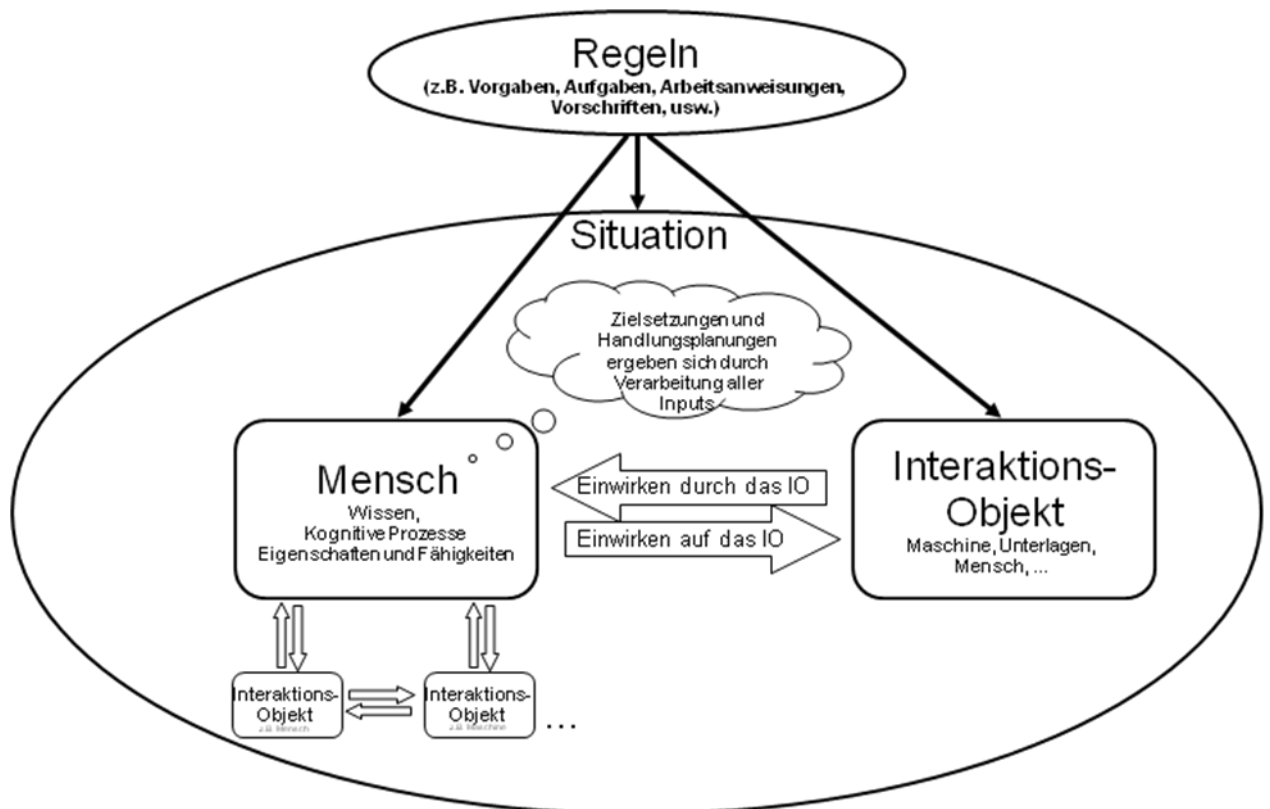 Regeln
(z.B. Vorgaben, Aufgaben, Arbeitsanweisungen,
Vorschriften, usw.)
Situation
Zielsetzungen und
Handlungsplanungen
ergeben sich durch
Verarbeitung aller
Inputs
Mensch
Wissen,
Kognitive Prozesse
Eigenschaften und Fähigkeiten
Einwirken durch das IO
Einwirken auf das IO
Interaktions-
Objekt
Maschine, Unterlagen,
Mensch, ...
Interaktions-
Objekt
z.B. Mensch
Interaktions-
Objekt
z.B. Maschine
...